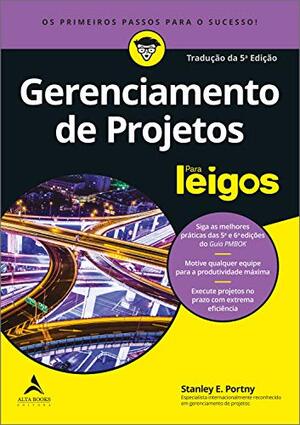 OS PRIMEIROS PASSOS PARA O SUCESSO!
Tradução da 5ª Edição
Gerenciamento
de Projetos
Para
leigos
Siga as melhores
práticas das 5ª e 6ª edições
do Guia PMBOK
Motive qualquer equipe
para a produtividade máxima
Execute projetos no
prazo com extrema
eficiência
ALTA BOOKS
EDITORA
Stanley E. Portny
Especialista internacionalmente reconhecido
em gerenciamento de projetos